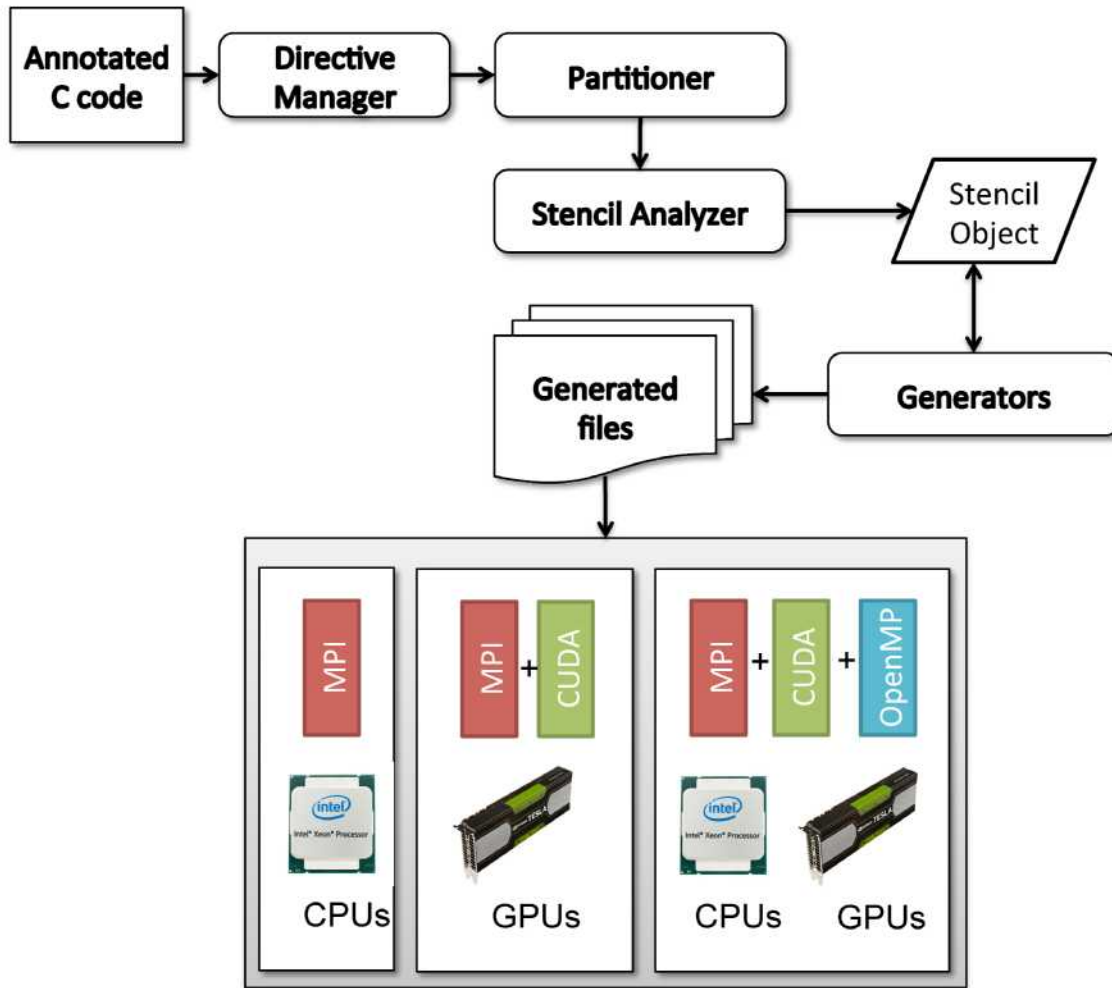 Annotated
C code
Directive
Manager
Partitioner
Stencil Analyzer
Stencil
Object
Generators
Generated
files
MPI
MPI
+
CUDA
MPI
+
CUDA
+
OpenMP
intel
Intel® Xeon® Processor
TESLA
intel
Intel® Xeon® Processor
TESLA
CPUs
GPUs
CPUs
GPUs